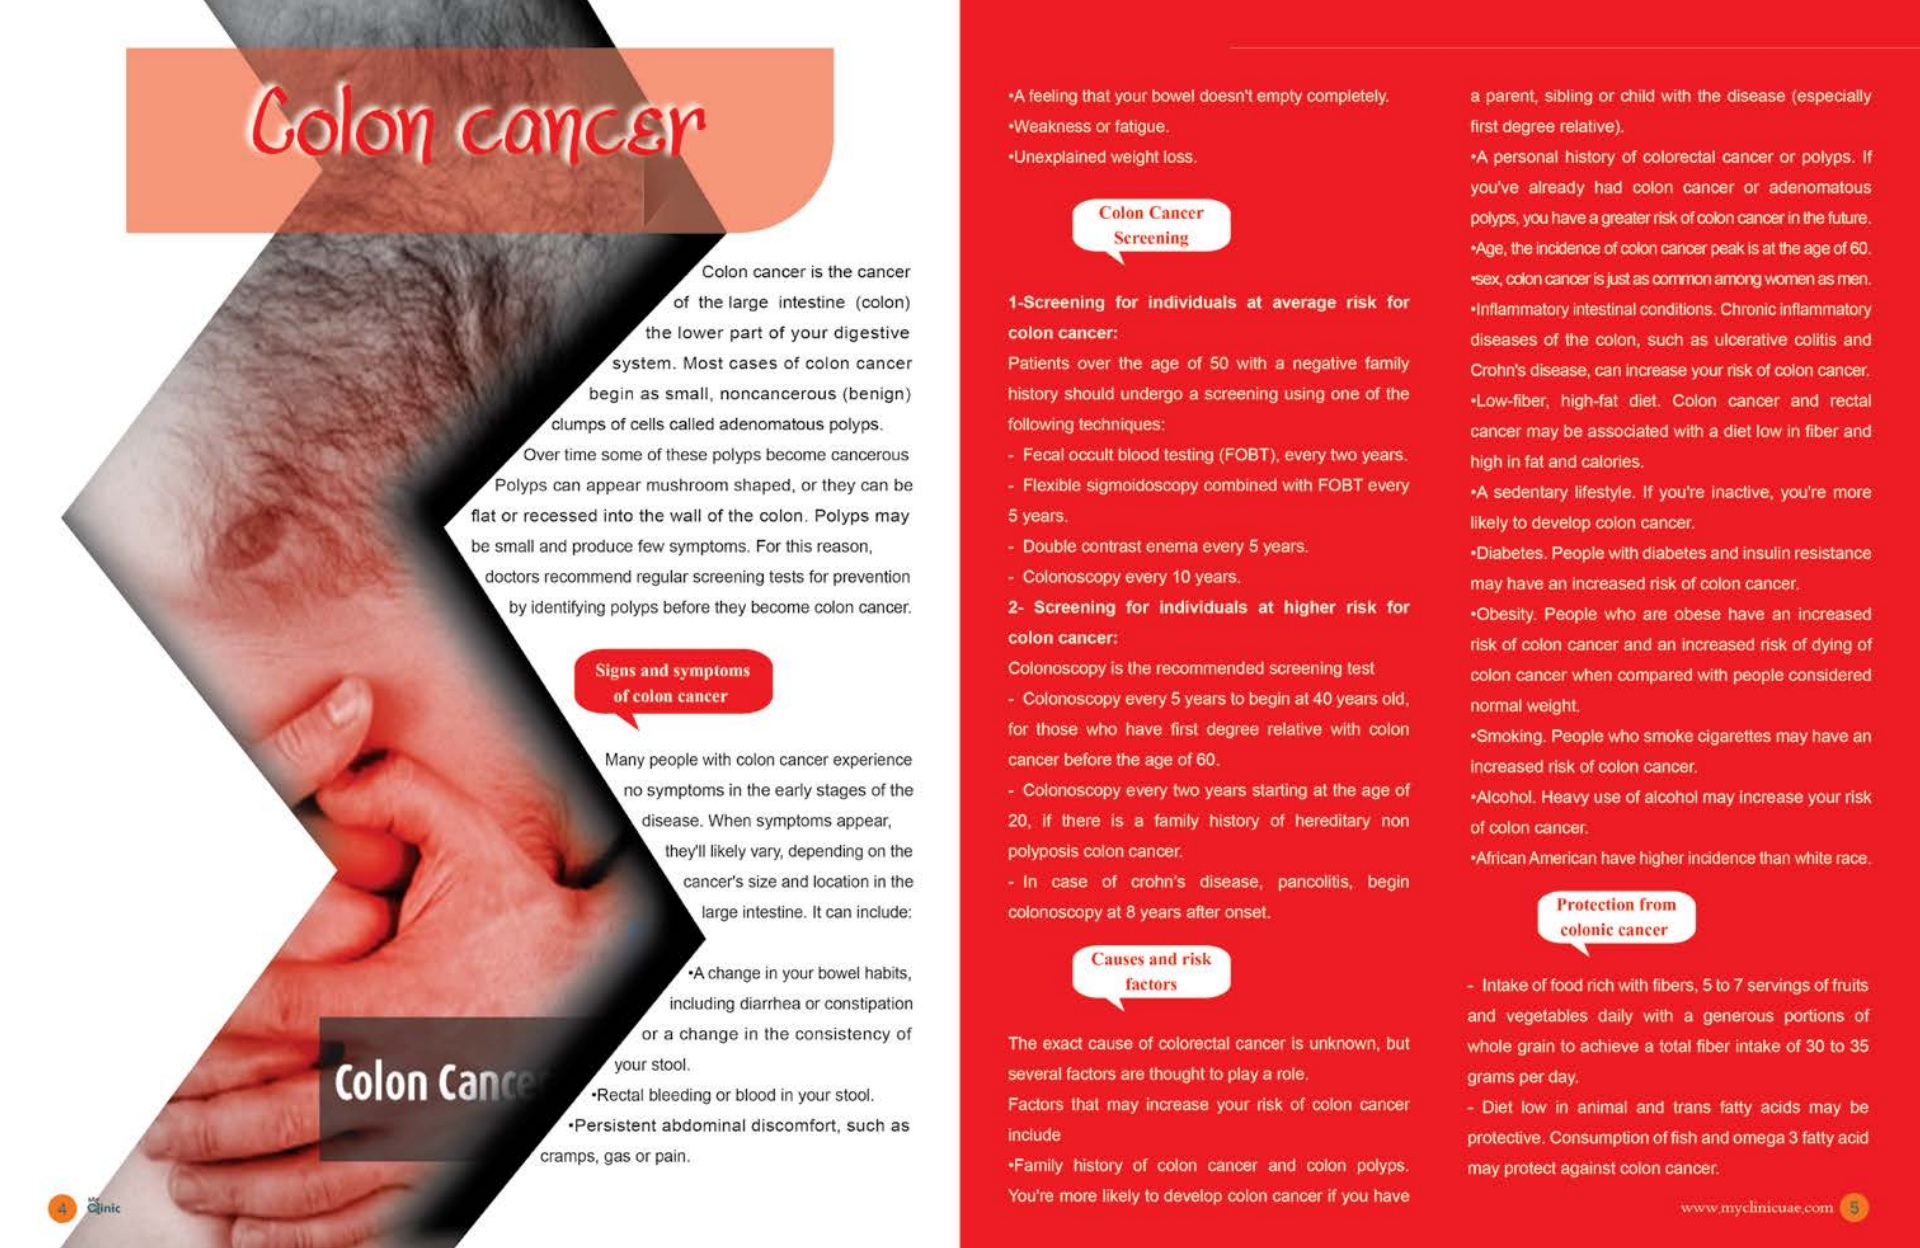 Colon cancer
Colon cancer is the cancer
of the large intestine (colon)
the lower part of your digestive
system. Most cases of colon cancer
begin as small, noncancerous (benign)
clumps of cells called adenomatous polyps.
Over time some of these polyps become cancerous
Polyps can appear mushroom shaped, or they can be
flat or recessed into the wall of the colon. Polyps may
be small and produce few symptoms. For this reason,
doctors recommend regular screening tests for prevention
by identifying polyps before they become colon cancer.
Signs and symptoms
of colon cancer
Many people with colon cancer experience
no symptoms in the early stages of the
disease. When symptoms appear,
they'll likely vary, depending on the
cancer's size and location in the
large intestine. It can include:
•A change in your bowel habits,
including diarrhea or constipation
or a change in the consistency of
your stool.
•Rectal bleeding or blood in your stool.
•Persistent abdominal discomfort, such as
cramps, gas or pain.
Colon Cance
4
My
Clinic
•A feeling that your bowel doesn't empty completely.
•Weakness or fatigue.
•Unexplained weight loss.
Colon Cancer
Screening
1-Screening for individuals at average risk for
colon cancer:
Patients over the age of 50 with a negative family
history should undergo a screening using one of the
following techniques:
- Fecal occult blood testing (FOBT), every two years.
- Flexible sigmoidoscopy combined with FOBT every
5 years.
- Double contrast enema every 5 years.
- Colonoscopy every 10 years.
2- Screening for individuals at higher risk for
colon cancer:
Colonoscopy is the recommended screening test
- Colonoscopy every 5 years to begin at 40 years old,
for those who have first degree relative with colon
cancer before the age of 60.
- Colonoscopy every two years starting at the age of
20, if there is a family history of hereditary non
polyposis colon cancer.
- In case of crohn's disease, pancolitis, begin
colonoscopy at 8 years after onset.
Causes and risk
factors
The exact cause of colorectal cancer is unknown, but
several factors are thought to play a role.
Factors that may increase your risk of colon cancer
include
•Family history of colon cancer and colon polyps.
You're more likely to develop colon cancer if you have
a parent, sibling or child with the disease (especially
first degree relative).
•A personal history of colorectal cancer or polyps. If
you've already had colon cancer or adenomatous
polyps, you have a greater risk of colon cancer in the future.
•Age, the incidence of colon cancer peak is at the age of 60.
•sex, colon cancer is just as common among women as men.
•Inflammatory intestinal conditions. Chronic inflammatory
diseases of the colon, such as ulcerative colitis and
Crohn's disease, can increase your risk of colon cancer.
•Low-fiber, high-fat diet. Colon cancer and rectal
cancer may be associated with a diet low in fiber and
high in fat and calories.
•A sedentary lifestyle. If you're inactive, you're more
likely to develop colon cancer.
•Diabetes. People with diabetes and insulin resistance
may have an increased risk of colon cancer.
•Obesity. People who are obese have an increased
risk of colon cancer and an increased risk of dying of
colon cancer when compared with people considered
normal weight.
•Smoking. People who smoke cigarettes may have an
increased risk of colon cancer.
•Alcohol. Heavy use of alcohol may increase your risk
of colon cancer.
•African American have higher incidence than white race.
Protection from
colonic cancer
- Intake of food rich with fibers, 5 to 7 servings of fruits
and vegetables daily with a generous portions of
whole grain to achieve a total fiber intake of 30 to 35
grams per day.
- Diet low in animal and trans fatty acids may be
protective. Consumption of fish and omega 3 fatty acid
may protect against colon cancer.
www.myclinicuae.com
5